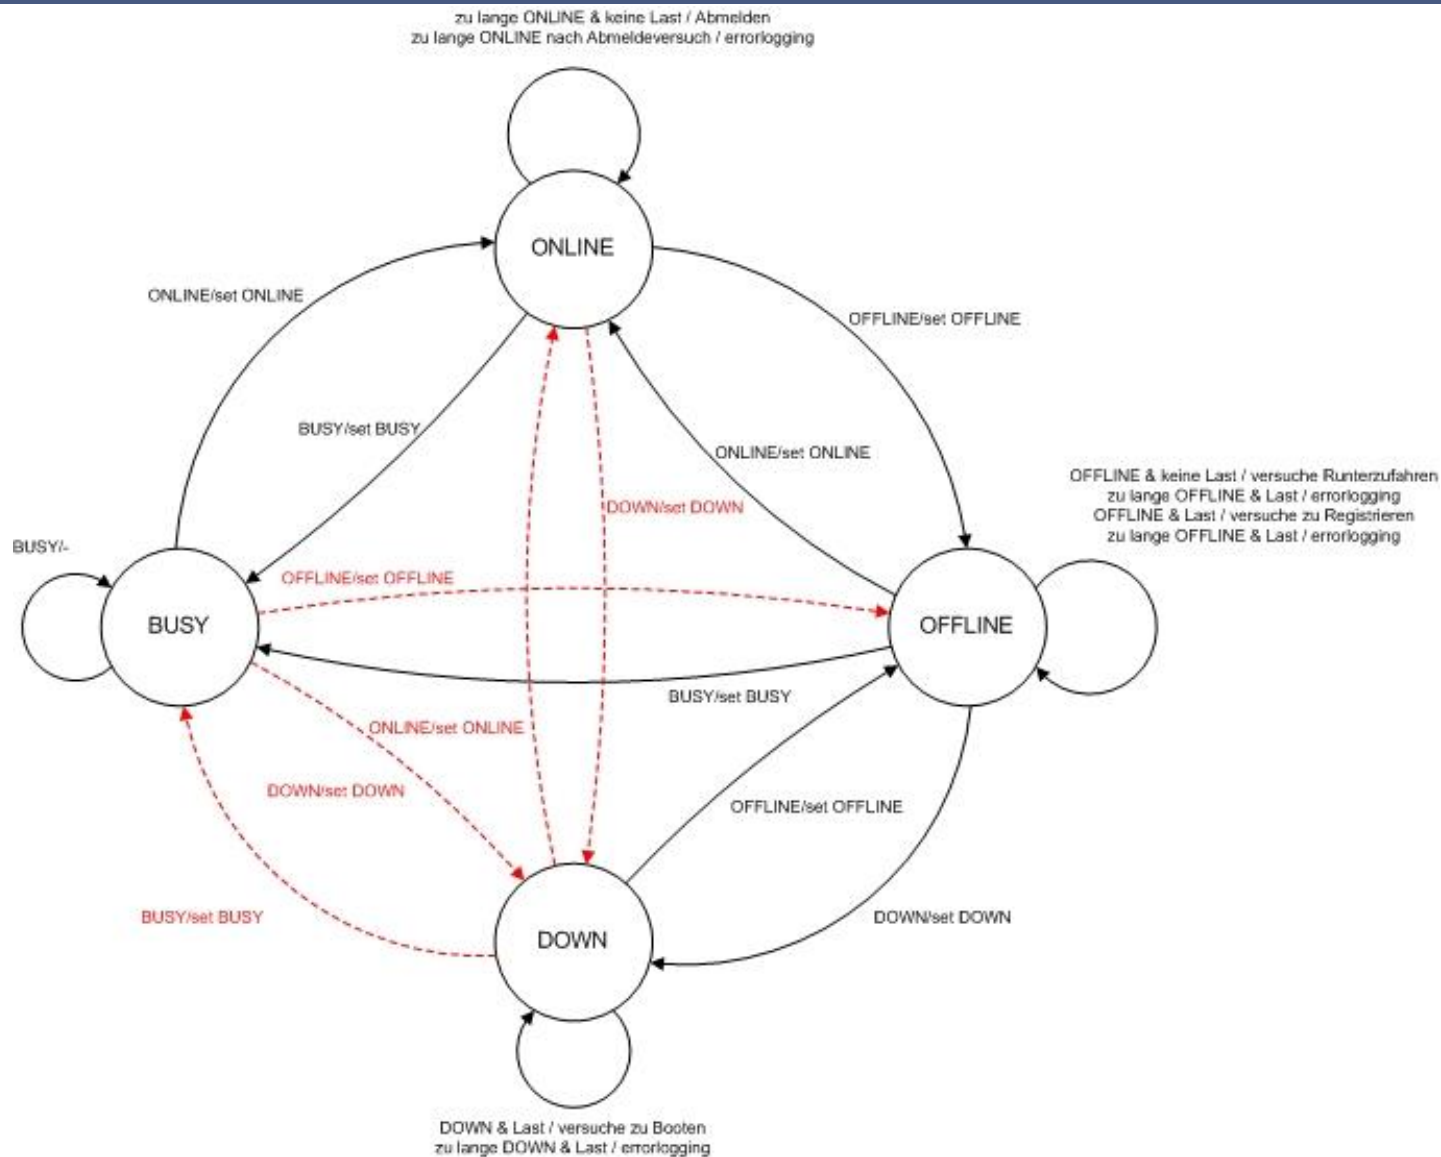 zu lange ONLINE & keine Last / Abmelden
zu lange ONLINE nach Abmeldeversuch / errorlogging
ONLINE
ONLINE/set ONLINE
OFFLINE/set OFFLINE
BUSY/set BUSY
ONLINE/set ONLINE
OFFLINE & keine Last / versuche Runterzufahren
zu lange OFFLINE & Last / errorlogging
OFFLINE & Last / versuche zu Registrieren
zu lange OFFLINE & Last / errorlogging
DOWN/set DOWN
BUSY/-
OFFLINE/set OFFLINE
BUSY
OFFLINE
BUSY/set BUSY
ONLINE/set ONLINE
DOWN/set DOWN
OFFLINE/set OFFLINE
BUSY/set BUSY
DOWN/set DOWN
DOWN
DOWN & Last / versuche zu Booten
zu lange DOWN & Last / errorlogging